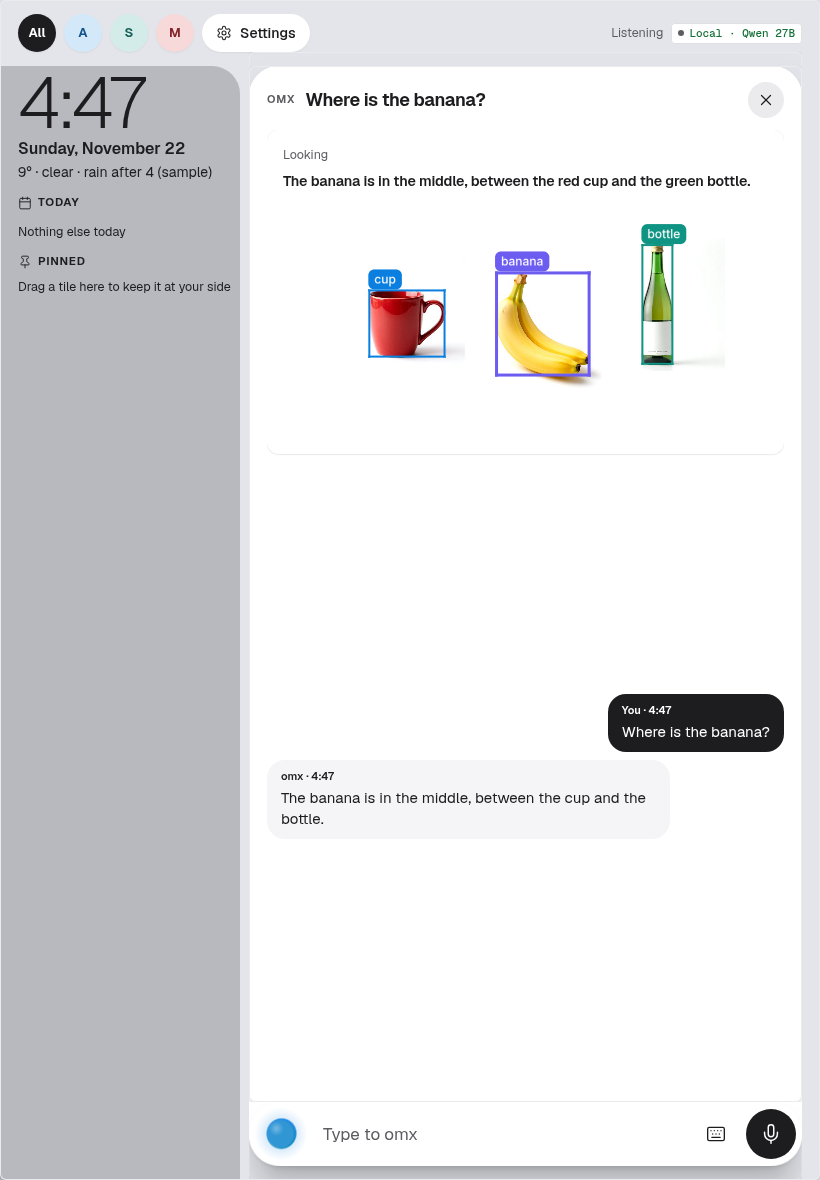 All
A
S
M
Settings
Listening
Local · Qwen 27B
4:47
Sunday, November 22
9° · clear · rain after 4 (sample)
TODAY
Nothing else today
PINNED
Drag a tile here to keep it at your side
OMX
Where is the banana?
Looking
The banana is in the middle, between the red cup and the green bottle.
cup
banana
bottle
You · 4:47
Where is the banana?
omx · 4:47
The banana is in the middle, between the cup and the
bottle.
Type to omx